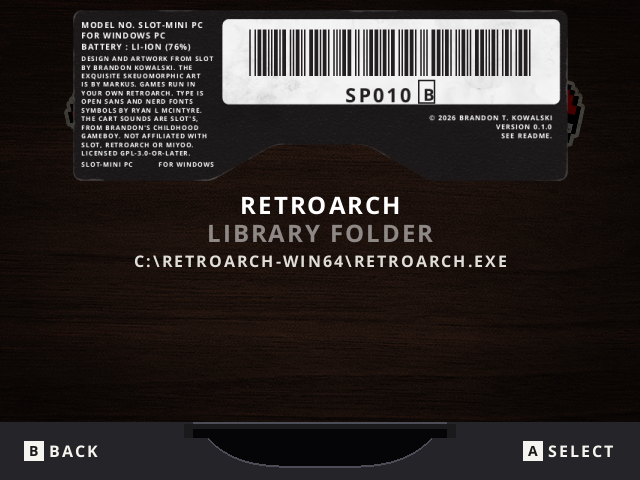 MODEL NO. SLOT-MINI PC
FOR WINDOWS PC
BATTERY : LI-ION (76%)
DESIGN AND ARTWORK FROM SLOT
BY BRANDON KOWALSKI. THE
EXQUISITE SKEUOMORPHIC ART
IS BY MARKUS. GAMES RUN IN
YOUR OWN RETROARCH. TYPE IS
OPEN SANS AND NERD FONTS
SYMBOLS BY RYAN L MCINTYRE.
THE CART SOUNDS ARE SLOT'S,
FROM BRANDON'S CHILDHOOD
GAMEBOY. NOT AFFILIATED WITH
SLOT, RETROARCH OR MIYOO.
LICENSED GPL-3.0-OR-LATER.
SLOT-MINI PC FOR WINDOWS
SP010 B
© 2026 BRANDON T. KOWALSKI
VERSION 0.1.0
SEE README.
RETROARCH
LIBRARY FOLDER
C:\RETROARCH-WIN64\RETROARCH.EXE
B BACK
A SELECT